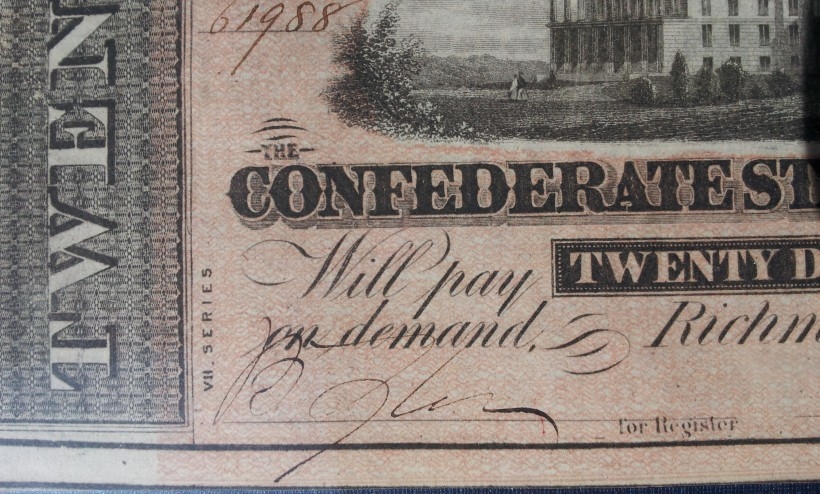 TWEN
61988
THE
CONFEDERATE ST
Will pay
TWENTY D
on demand, Richm
VII. SERIES
for Register